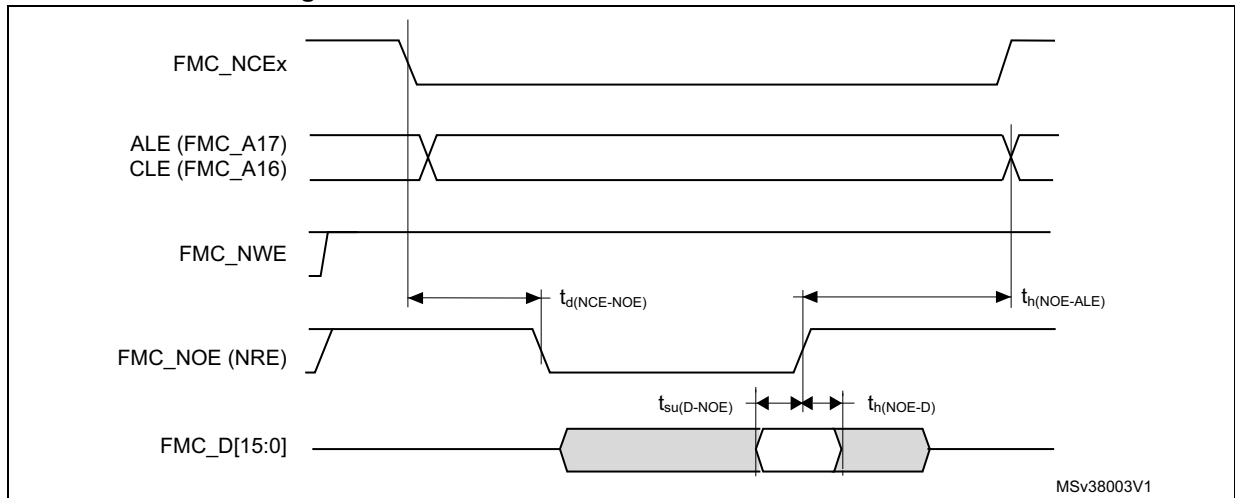 FMC_NCEx
ALE (FMC_A17)
CLE (FMC_A16)
FMC_NWE
td(NCE-NOE)
th(NOE-ALE)
FMC_NOE (NRE)
tsu(D-NOE)
th(NOE-D)
FMC_D[15:0]
MSv38003V1